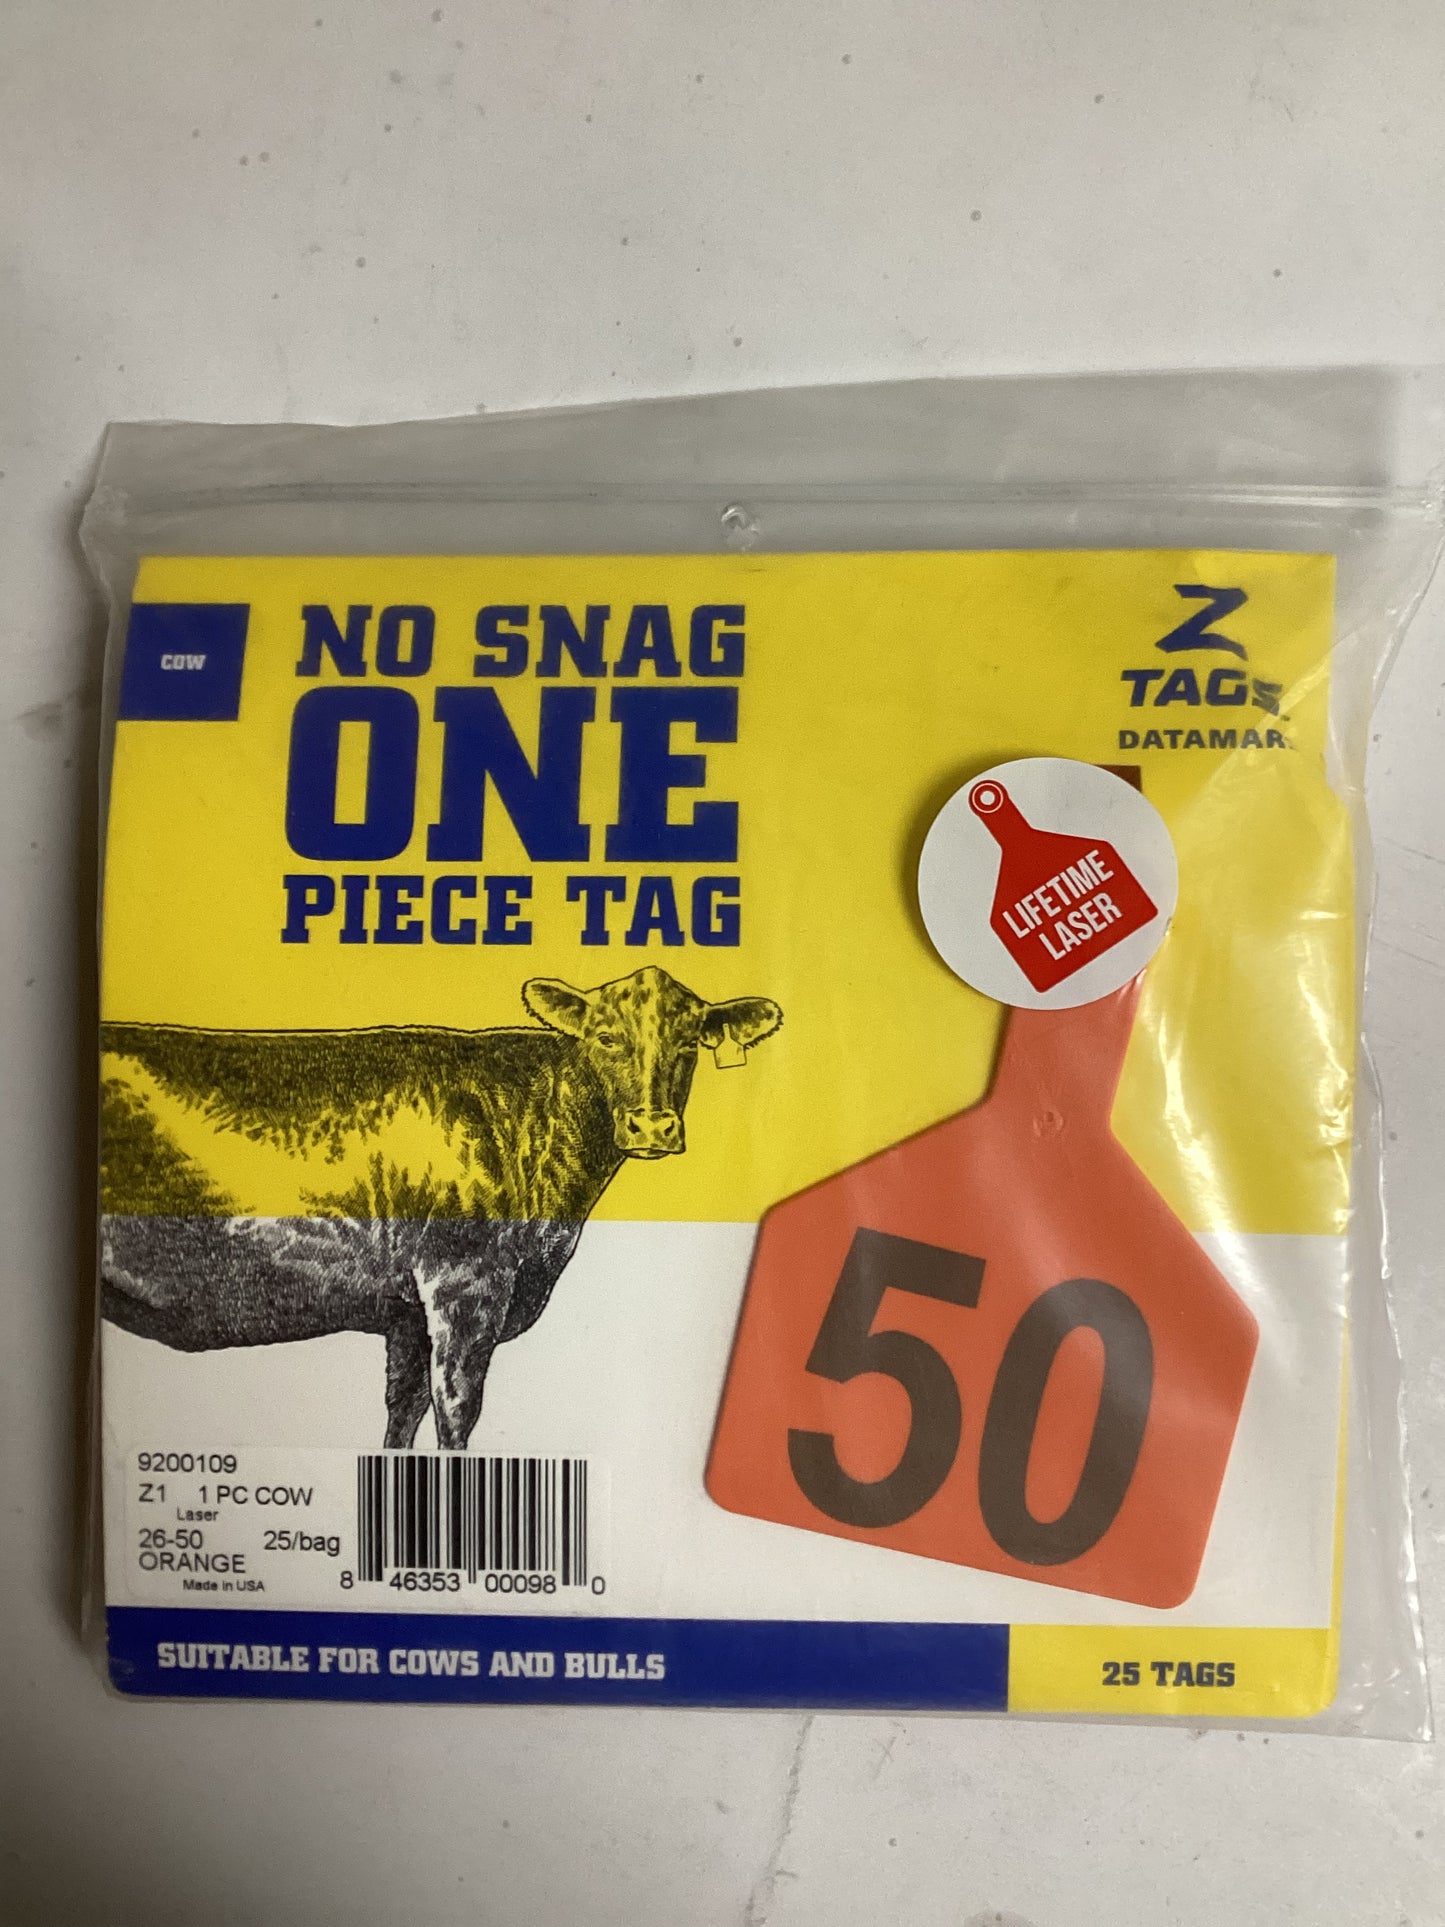 COW
NO SNAG
ONE
PIECE TAG
Z
TAGS
DATAMAR
LIFETIME
LASER
50
9200109
Z1 1 PC COW
Laser
26-50 25/bag
ORANGE
Made in USA
8 46353 00098 0
SUITABLE FOR COWS AND BULLS
25 TAGS